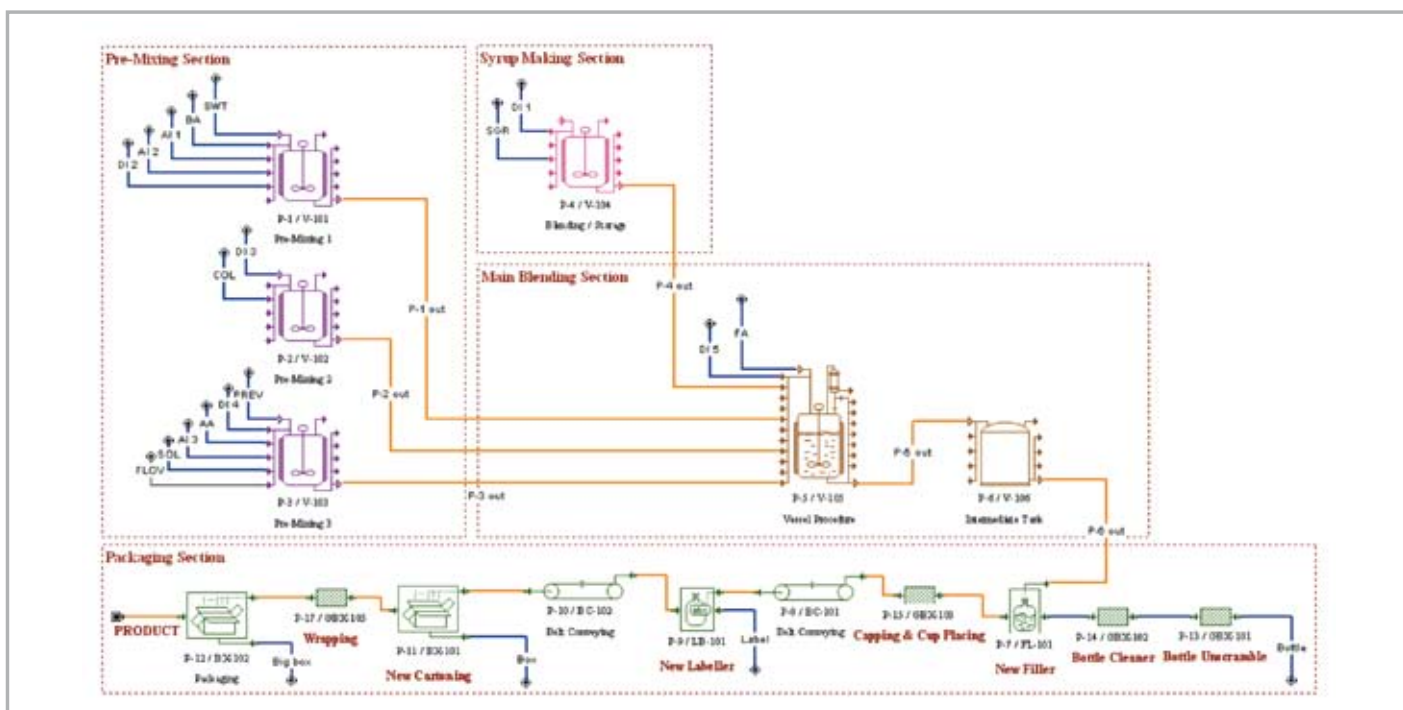 Pre-Mixing Section
SWT
BA
AI 1
AI 2
DI 2
P-1 / V-101
Pre-Mixing 1
DI 3
COL
P-2 / V-102
Pre-Mixing 2
PREV
DI 4
AA
AI 3
SOL
FLOV
P-3 / V-103
Pre-Mixing 3
P-1 out
P-2 out
P-3 out
Syrup Making Section
DI 1
SGR
P-4 / V-104
Blending / Storage
P-4 out
Main Blending Section
FA
DI 5
P-5 / V-105
Vessel Procedure
P-5 out
P-6 / V-106
Intermediate Tank
P-6 out
Packaging Section
PRODUCT
P-12 / BX-102
Packaging
Big box
P-17 / GBX-105
Wrapping
P-11 / BX-101
New Cartoning
Box
P-10 / BC-102
Belt Conveying
P-9 / LB-101
New Labeller
Label
P-8 / BC-101
Belt Conveying
P-15 / GBX-103
Capping & Cup Placing
P-7 / FL-101
New Filler
P-14 / GBX-102
Bottle Cleaner
P-13 / GBX-101
Bottle Unscramble
Bottle